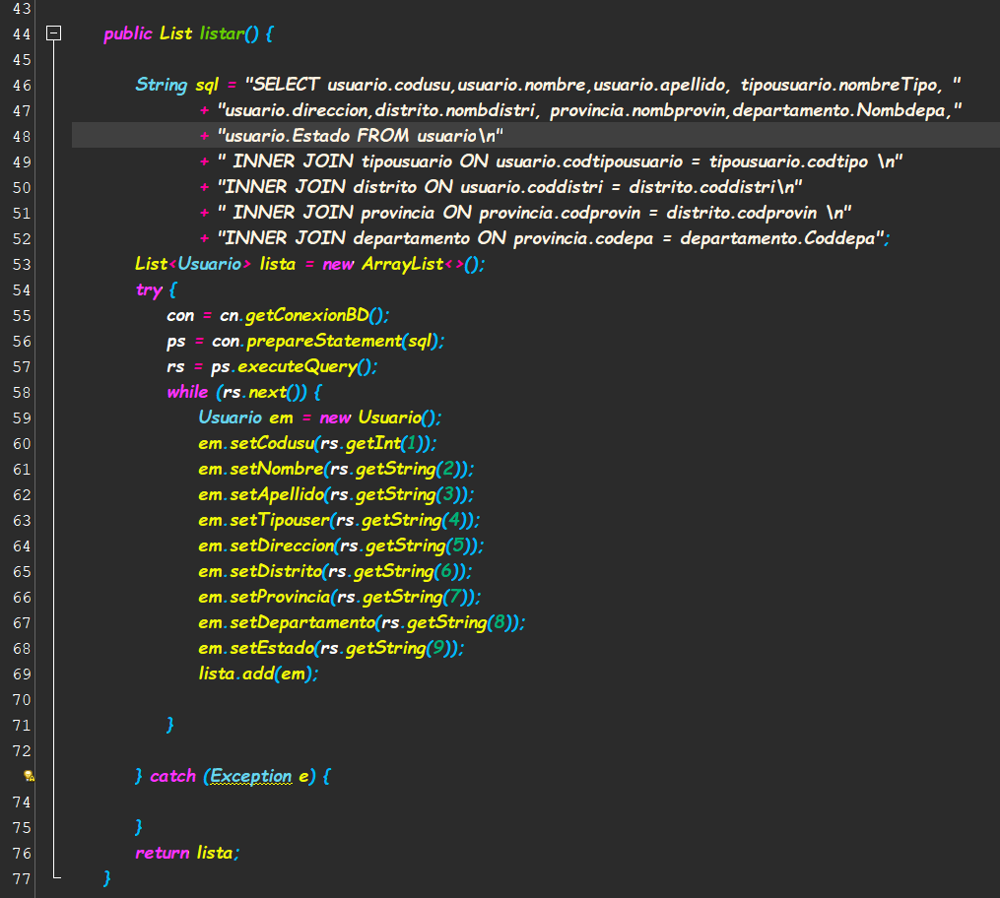 43
44 public List listar() {
45
46 String sql = "SELECT usuario.codusu,usuario.nombre,usuario.apellido, tipousuario.nombreTipo, "
47 + "usuario.direccion,distrito.nombdistri, provincia.nombprovin,departamento.Nombdepa,"
48 + "usuario.Estado FROM usuario\n"
49 + " INNER JOIN tipousuario ON usuario.codtipousuario = tipousuario.codtipo \n"
50 + "INNER JOIN distrito ON usuario.coddistri = distrito.coddistri\n"
51 + " INNER JOIN provincia ON provincia.codprovin = distrito.codprovin \n"
52 + "INNER JOIN departamento ON provincia.codepa = departamento.Coddepa";
53 List<Usuario> lista = new ArrayList<>();
54 try {
55 con = cn.getConexionBD();
56 ps = con.prepareStatement(sql);
57 rs = ps.executeQuery();
58 while (rs.next()) {
59 Usuario em = new Usuario();
60 em.setCodusu(rs.getInt(1));
61 em.setNombre(rs.getString(2));
62 em.setApellido(rs.getString(3));
63 em.setTipouser(rs.getString(4));
64 em.setDireccion(rs.getString(5));
65 em.setDistrito(rs.getString(6));
66 em.setProvincia(rs.getString(7));
67 em.setDepartamento(rs.getString(8));
68 em.setEstado(rs.getString(9));
69 lista.add(em);
70
71 }
72
} catch (Exception e) {
74
75 }
76 return lista;
77 }